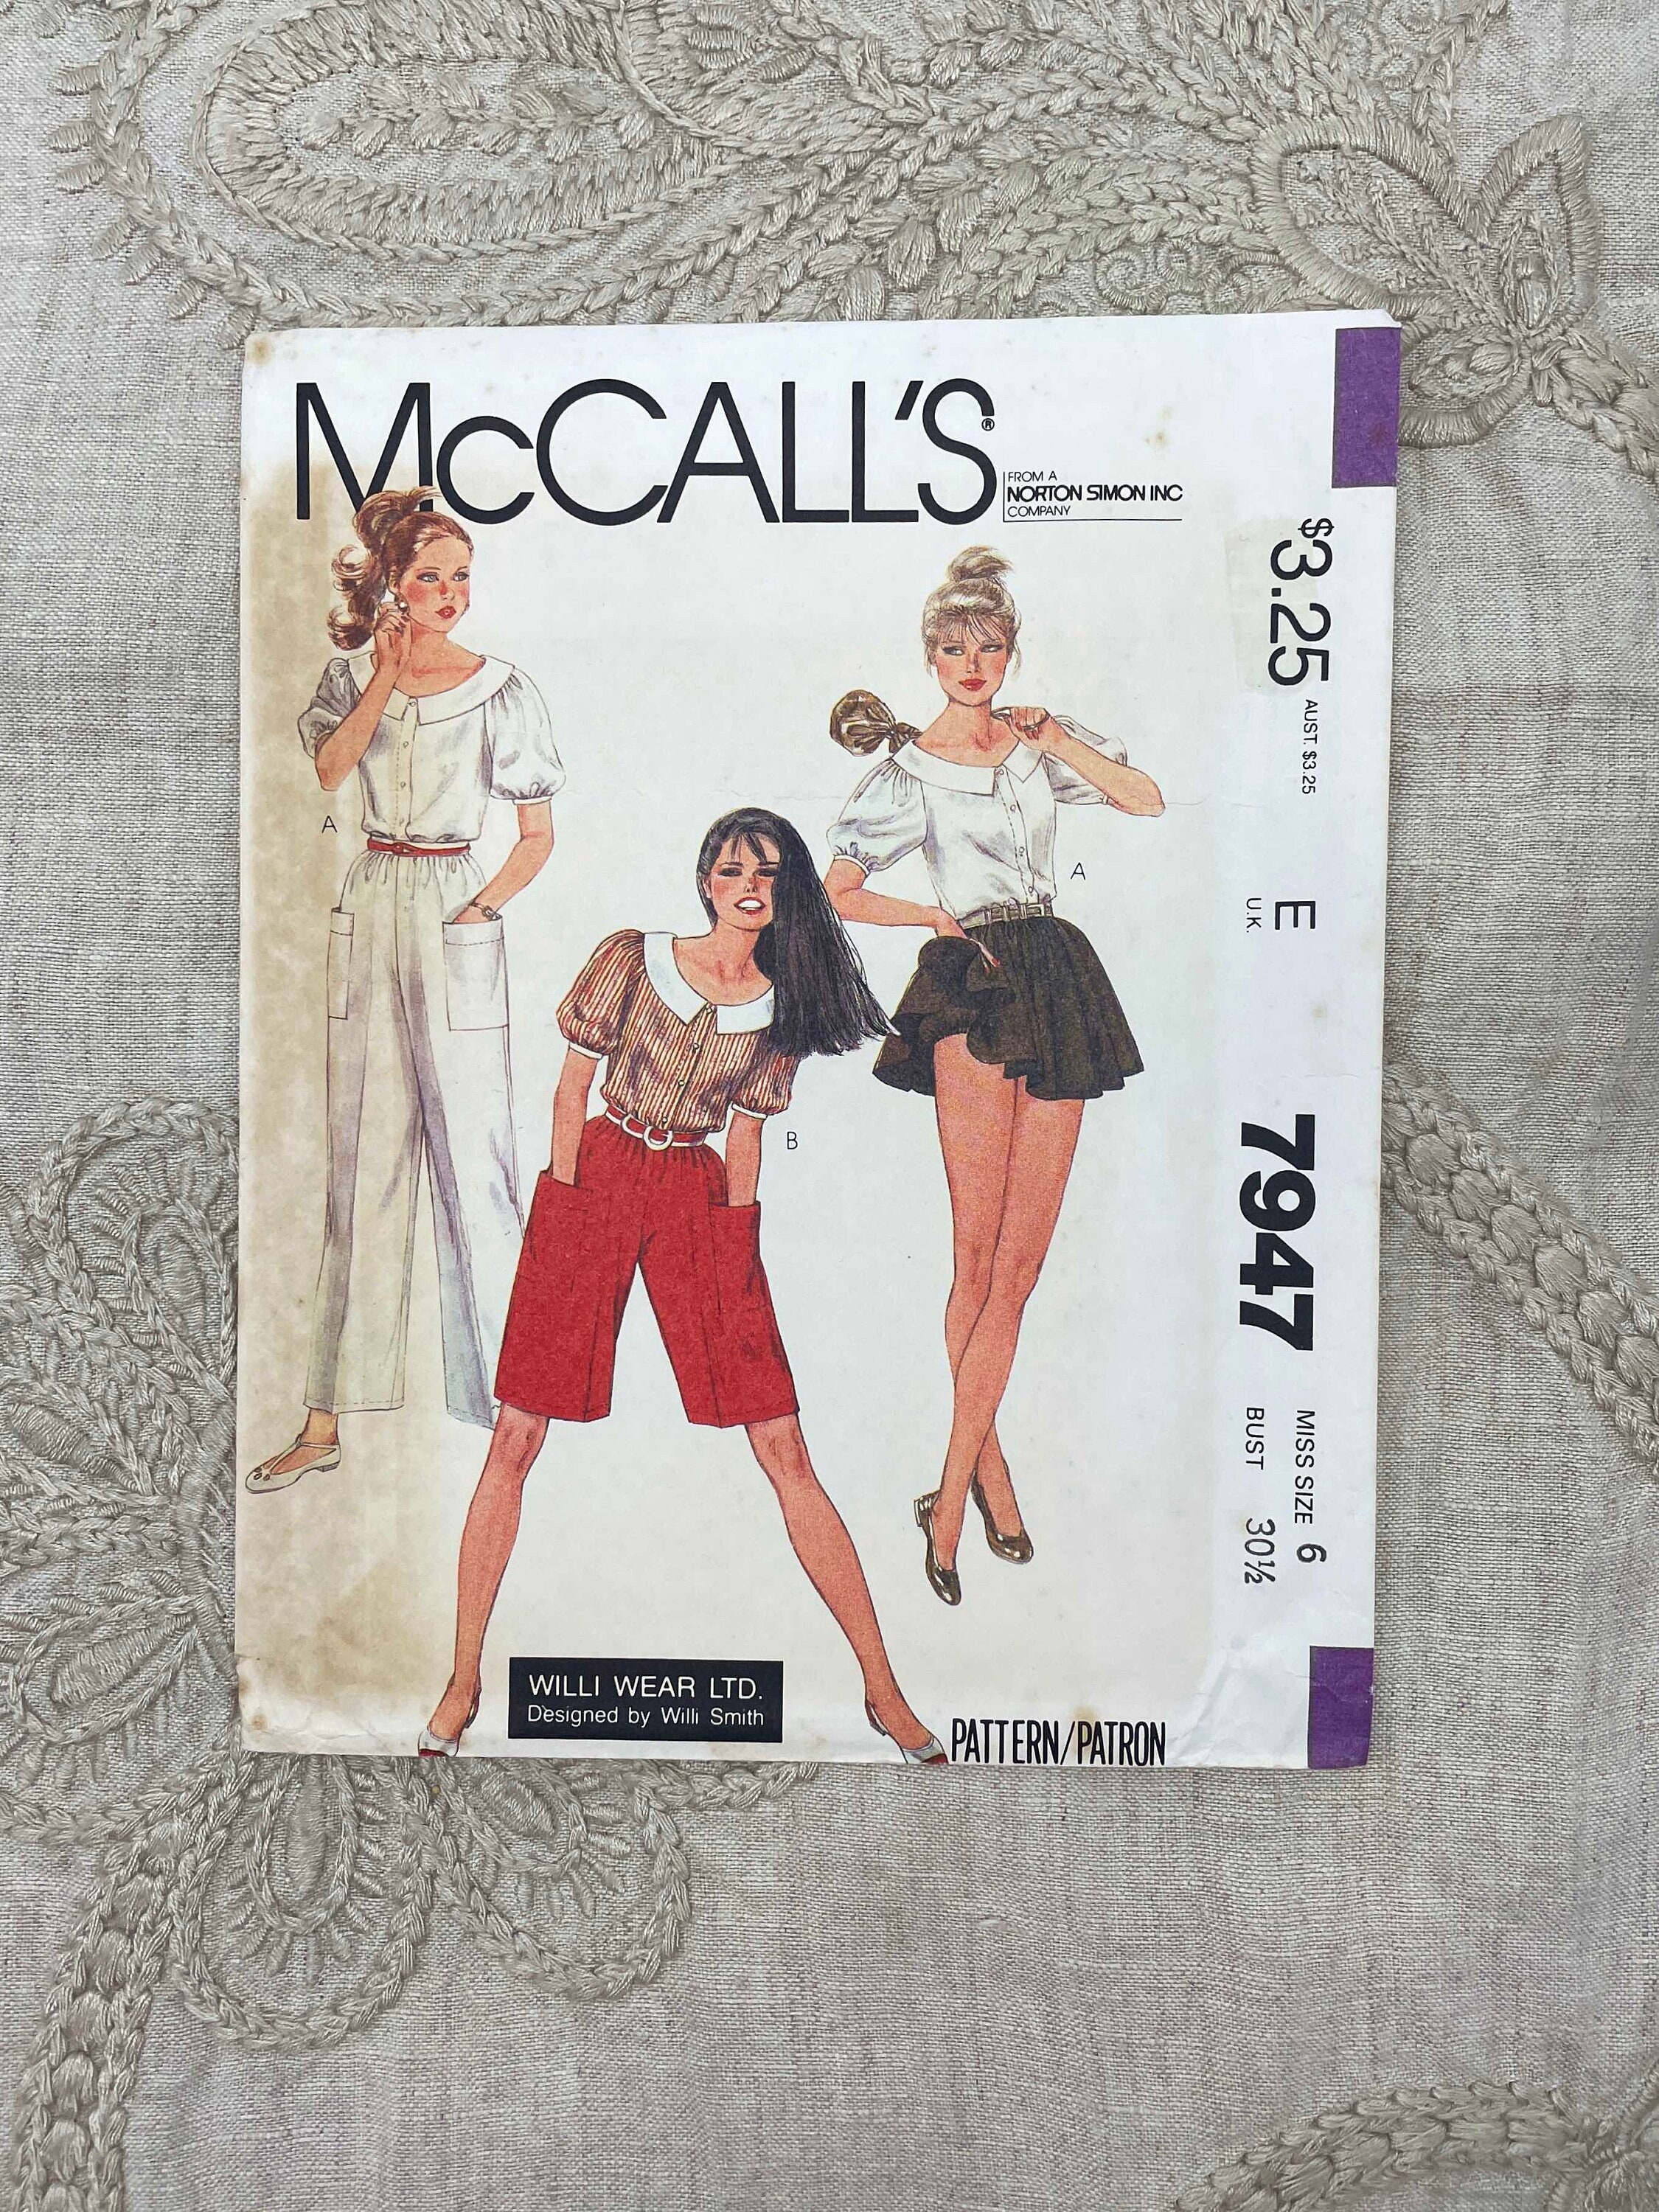 McCALL'S®
FROM A
NORTON SIMON INC
COMPANY
$3.25
AUST. $3.25
E
U.K.
7947
MISS SIZE 6
BUST 30½
A
A
B
WILLI WEAR LTD.
Designed by Willi Smith
PATTERN/PATRON